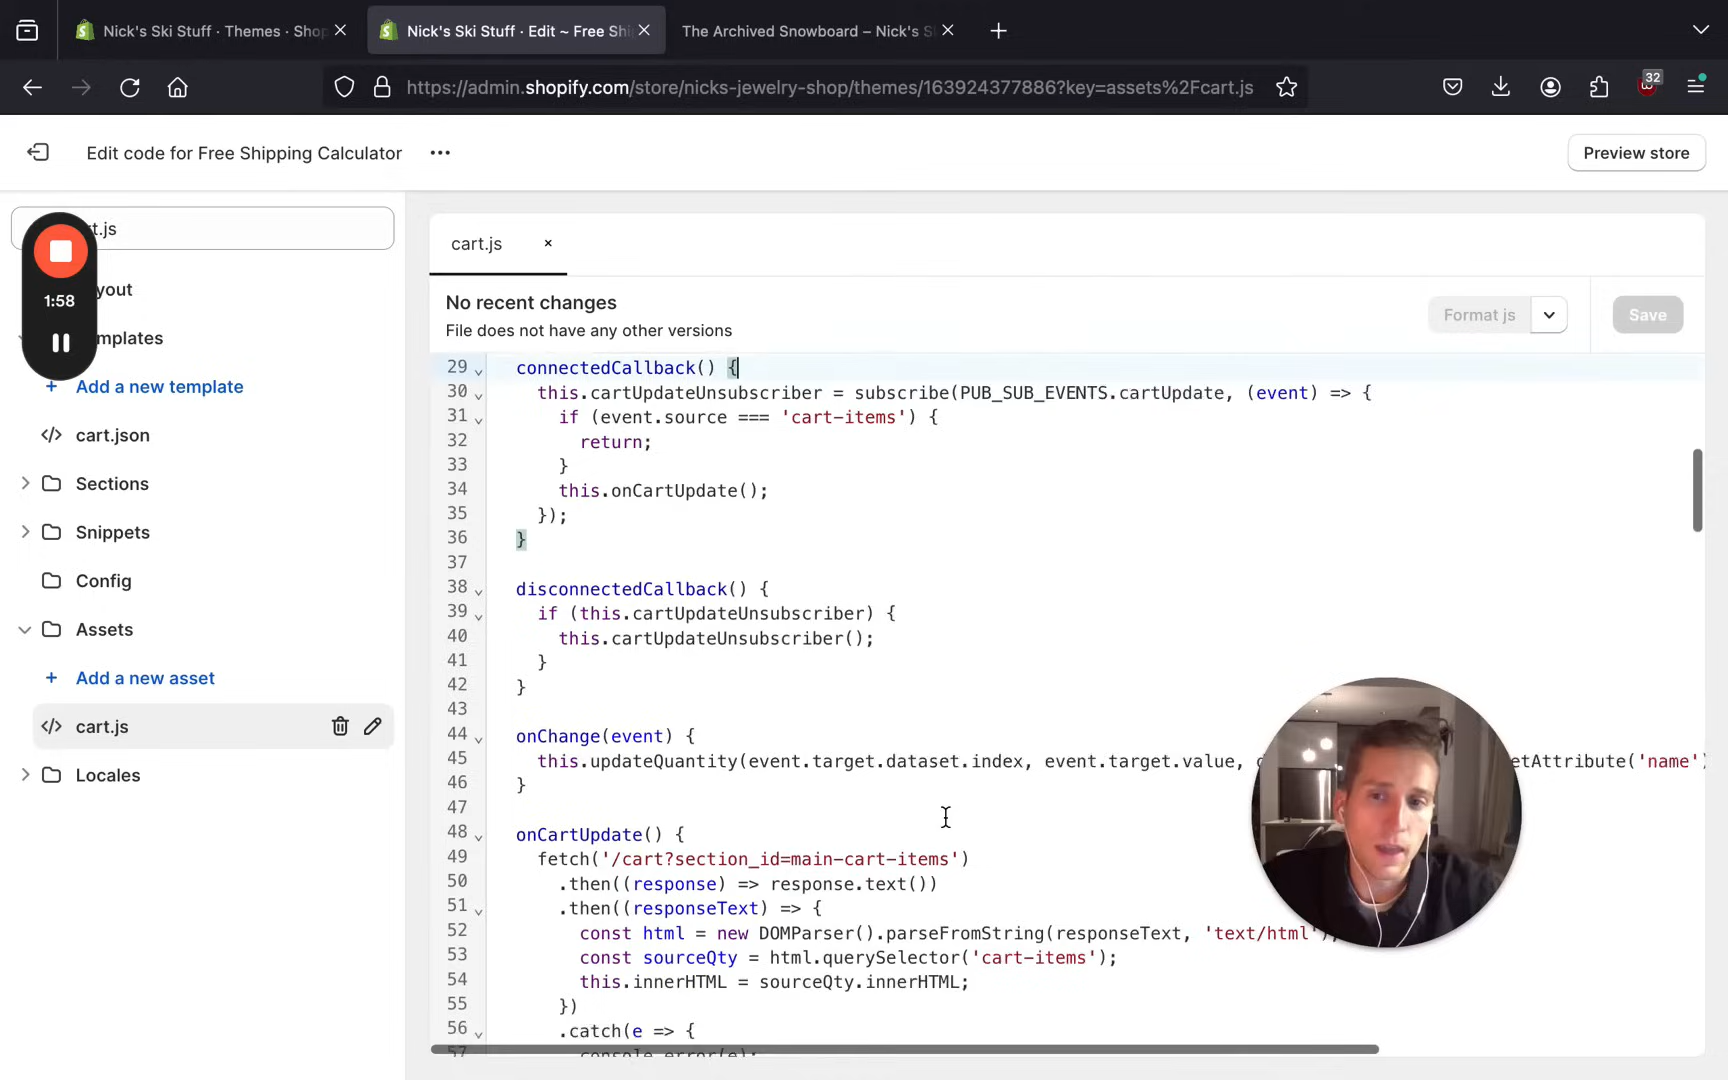 Nick's Ski Stuff · Themes · Shop
Nick's Ski Stuff · Edit ~ Free Shi
The Archived Snowboard – Nick's S
https://admin.shopify.com/store/nicks-jewelry-shop/themes/163924377886?key=assets%2Fcart.js
32
Edit code for Free Shipping Calculator
Preview store
rt.js
yout
mplates
Add a new template
cart.json
Sections
Snippets
Config
Assets
Add a new asset
cart.js
Locales
1:58
cart.js ×
No recent changes
File does not have any other versions
Format js
Save
29 connectedCallback() {
30 this.cartUpdateUnsubscriber = subscribe(PUB_SUB_EVENTS.cartUpdate, (event) => {
31 if (event.source === 'cart-items') {
32 return;
33 }
34 this.onCartUpdate();
35 });
36 }
37
38 disconnectedCallback() {
39 if (this.cartUpdateUnsubscriber) {
40 this.cartUpdateUnsubscriber();
41 }
42 }
43
44 onChange(event) {
45 this.updateQuantity(event.target.dataset.index, event.target.value, etAttribute('name')
46 }
47
48 onCartUpdate() {
49 fetch('/cart?section_id=main-cart-items')
50 .then((response) => response.text())
51 .then((responseText) => {
52 const html = new DOMParser().parseFromString(responseText, 'text/html');
53 const sourceQty = html.querySelector('cart-items');
54 this.innerHTML = sourceQty.innerHTML;
55 })
56 .catch(e => {
57 console.error(e);